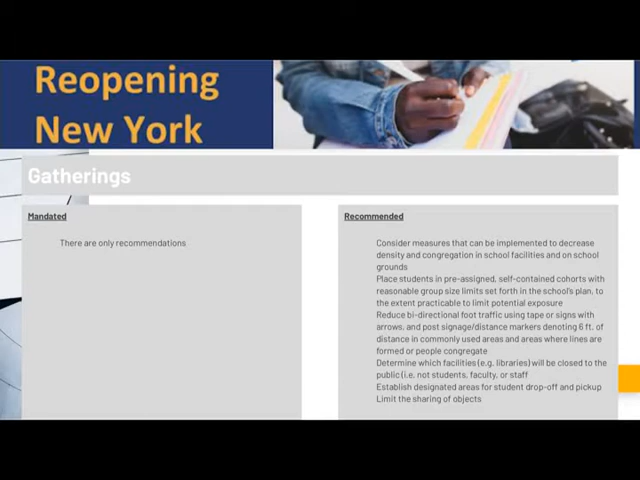 Reopening
New York
Gatherings
Mandated
There are only recommendations
Recommended
Consider measures that can be implemented to decrease
density and congregation in school facilities and on school
grounds
Place students in pre-assigned, self-contained cohorts with
reasonable group size limits set forth in the school's plan, to
the extent practicable to limit potential exposure
Reduce bi-directional foot traffic using tape or signs with
arrows, and post signage/distance markers denoting 6 ft. of
distance in commonly used areas and areas where lines are
formed or people congregate
Determine which facilities (e.g. libraries) will be closed to the
public (i.e. not students, faculty, or staff
Establish designated areas for student drop-off and pickup
Limit the sharing of objects